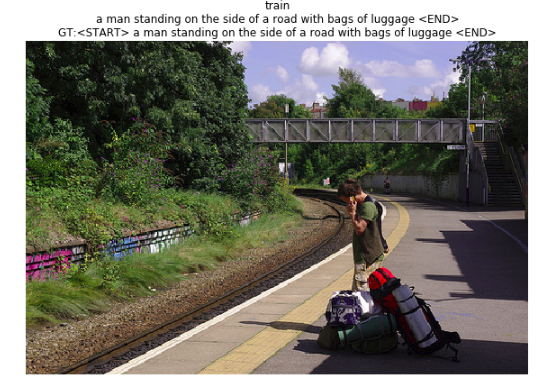 train
a man standing on the side of a road with bags of luggage <END>
GT:<START> a man standing on the side of a road with bags of luggage <END>